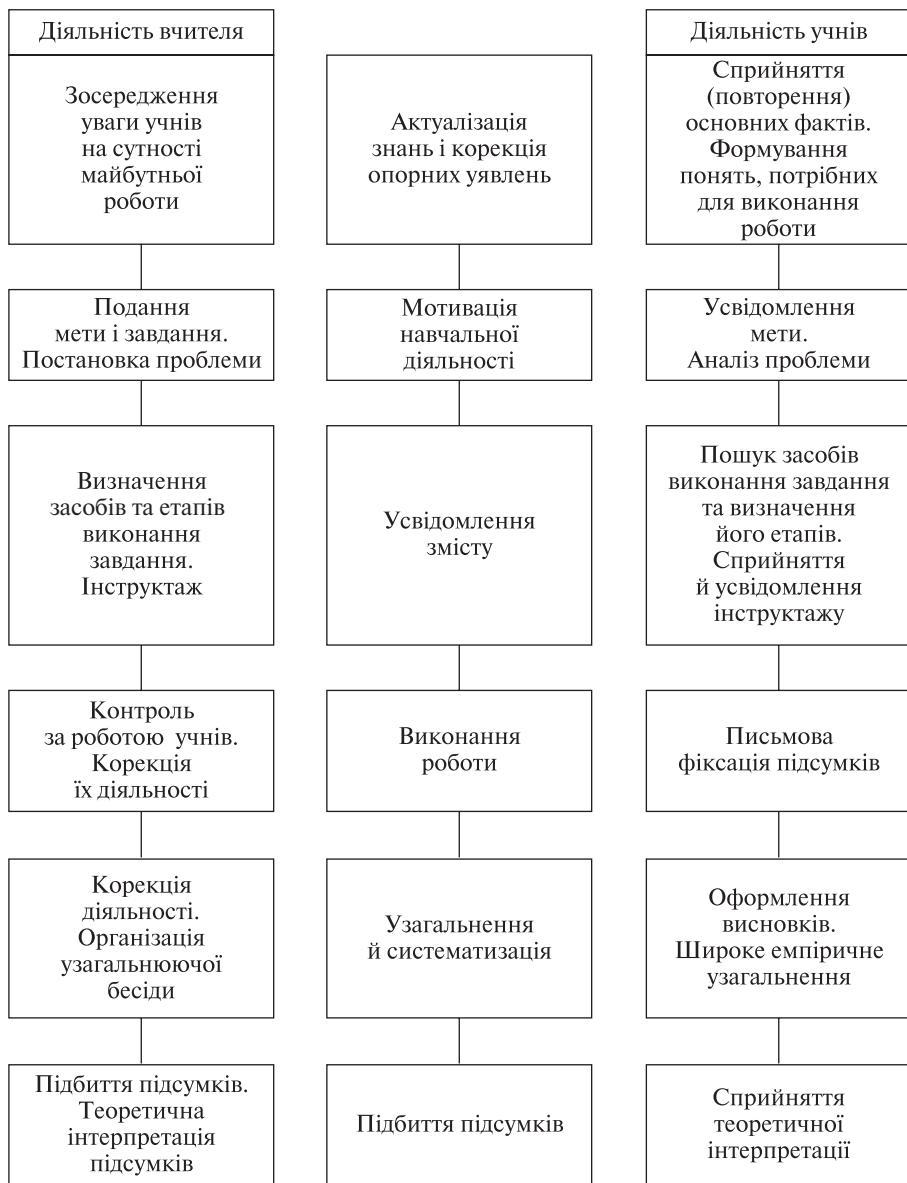 Діяльність вчителя
Діяльність учнів
Зосередження
уваги учнів
на сутності
майбутньої
роботи
Актуалізація
знань і корекція
опорних уявлень
Сприйняття
(повторення)
основних фактів.
Формування
понять, потрібних
для виконання
роботи
Подання
мети і завдання.
Постановка проблеми
Мотивація
навчальної
діяльності
Усвідомлення
мети.
Аналіз проблеми
Визначення
засобів та етапів
виконання
завдання.
Інструктаж
Усвідомлення
змісту
Пошук засобів
виконання завдання
та визначення
його етапів.
Сприйняття
й усвідомлення
інструктажу
Контроль
за роботою учнів.
Корекція
їх діяльності
Виконання
роботи
Письмова
фіксація підсумків
Корекція
діяльності.
Організація
узагальнюючої
бесіди
Узагальнення
й систематизація
Оформлення
висновків.
Широке емпіричне
узагальнення
Підбиття підсумків.
Теоретична
інтерпретація
підсумків
Підбиття підсумків
Сприйняття
теоретичної
інтерпретації